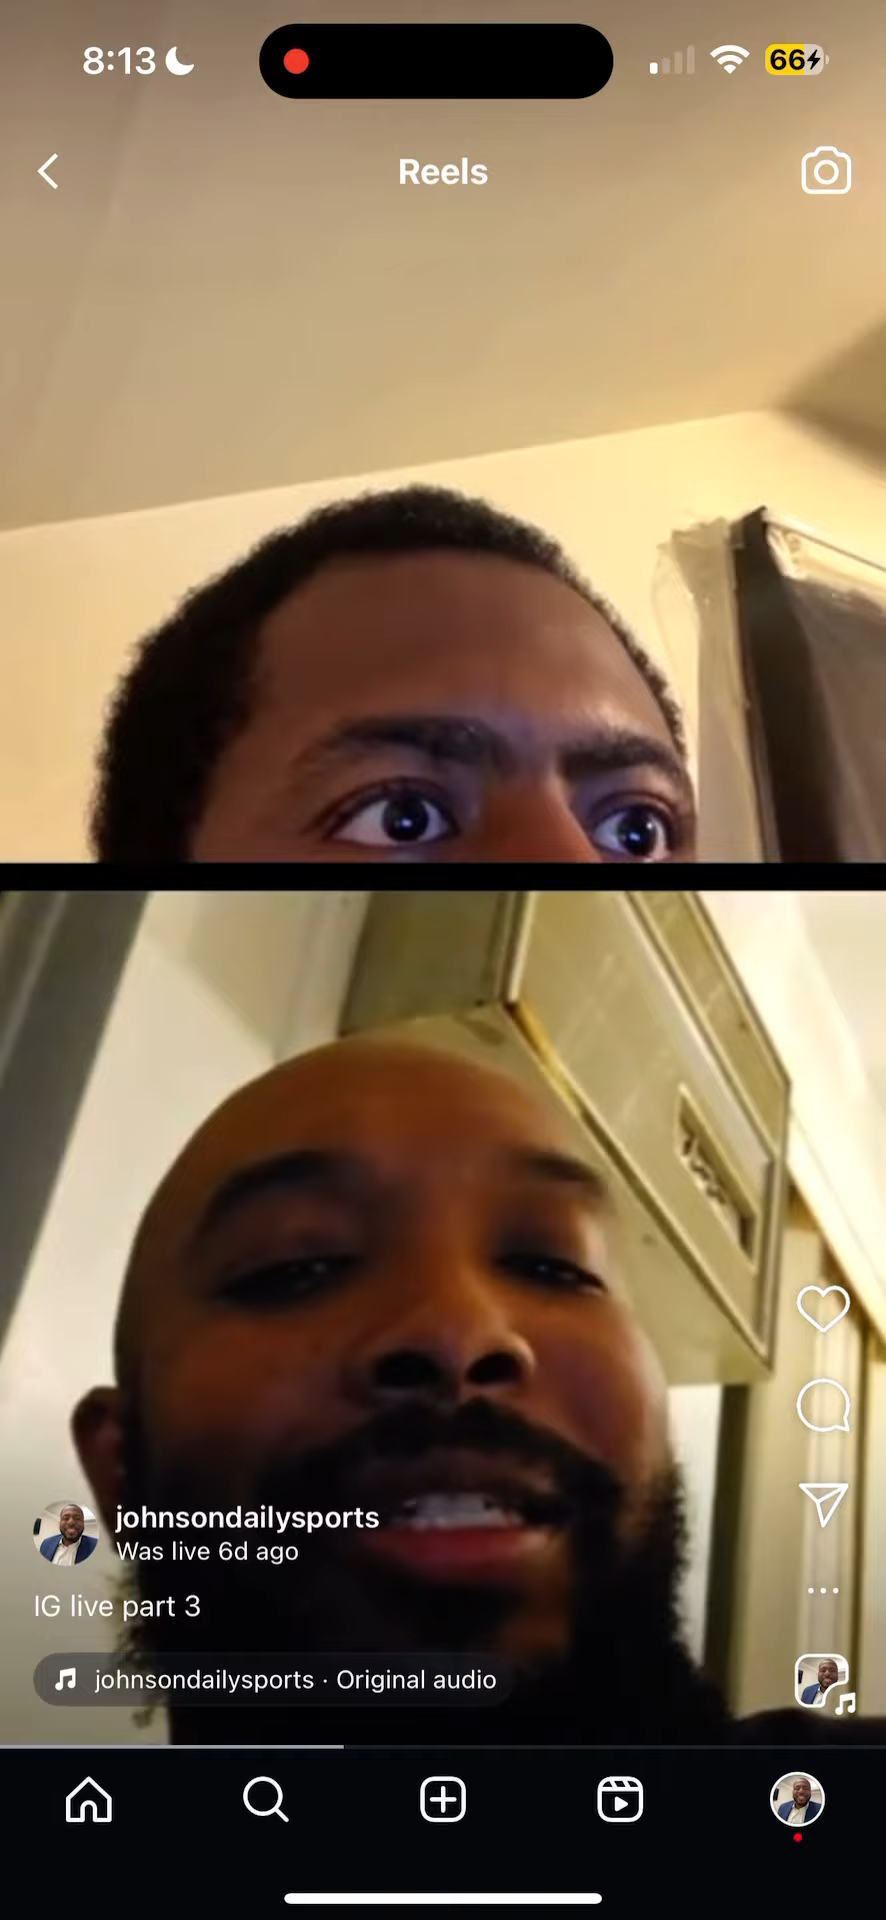 8:13
66
Reels
johnsondailysports
Was live 6d ago
IG live part 3
johnsondailysports · Original audio